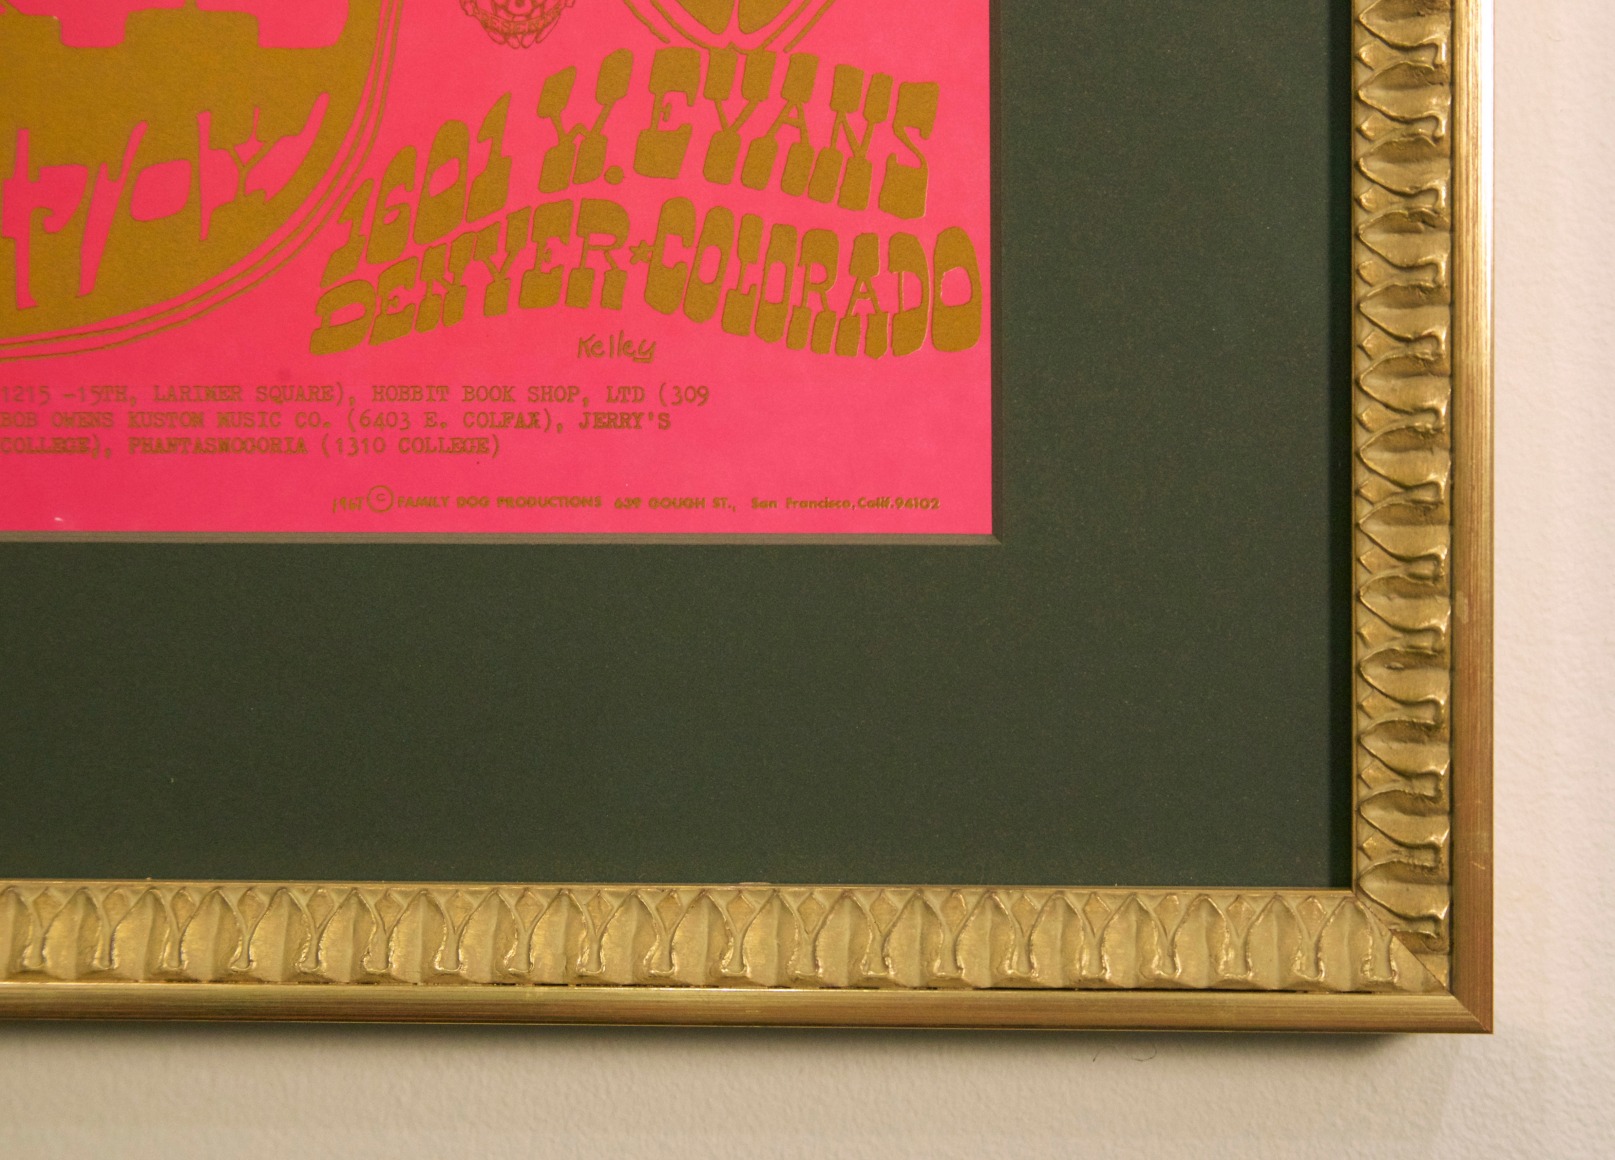 1601 W. EVANS
DENVER★COLORADO
Kelley
1215 -15TH, LARIMER SQUARE), HOBBIT BOOK SHOP, LTD (309
BOB OWENS KUSTOM MUSIC CO. (6403 E. COLFAX), JERRY'S
COLLEGE), PHANTASMOGORIA (1310 COLLEGE)
1967 © FAMILY DOG PRODUCTIONS 639 GOUGH ST., San Francisco, Calif. 94102